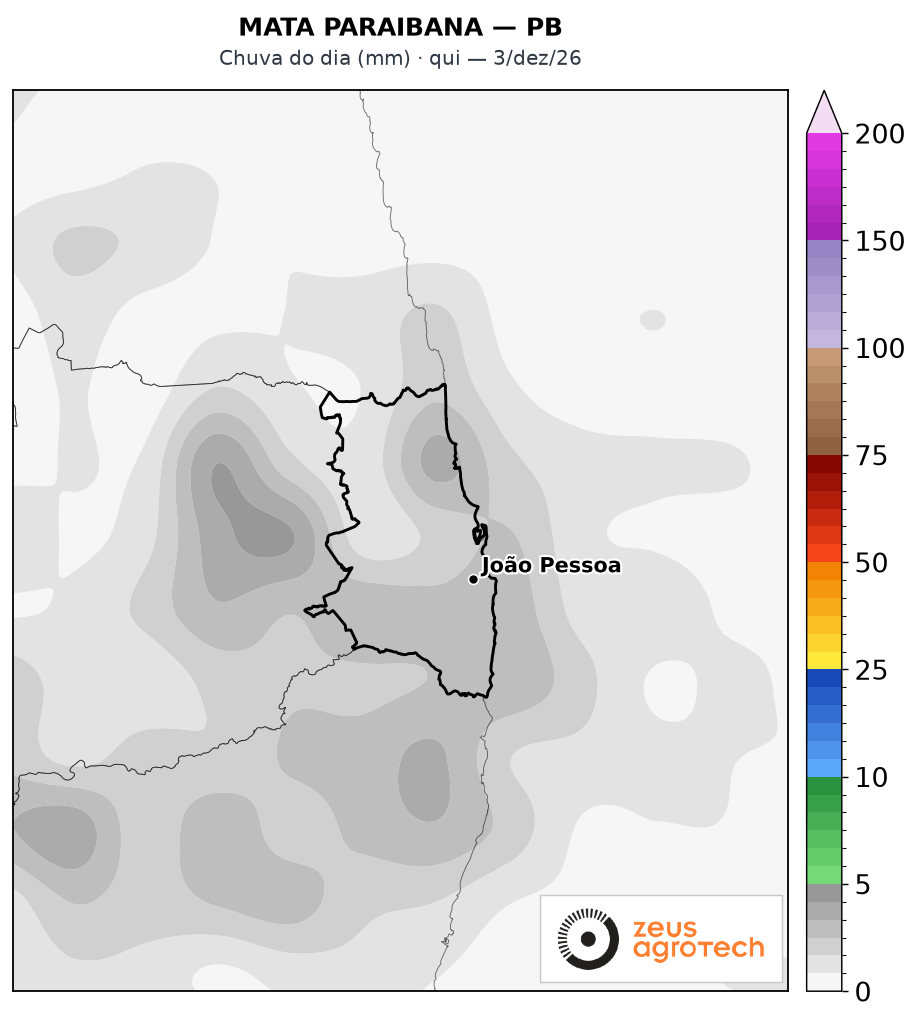 MATA PARAIBANA — PB
Chuva do dia (mm) · qui — 3/dez/26
200
150
100
75
50
25
10
5
0
João Pessoa
zeus
agrotech